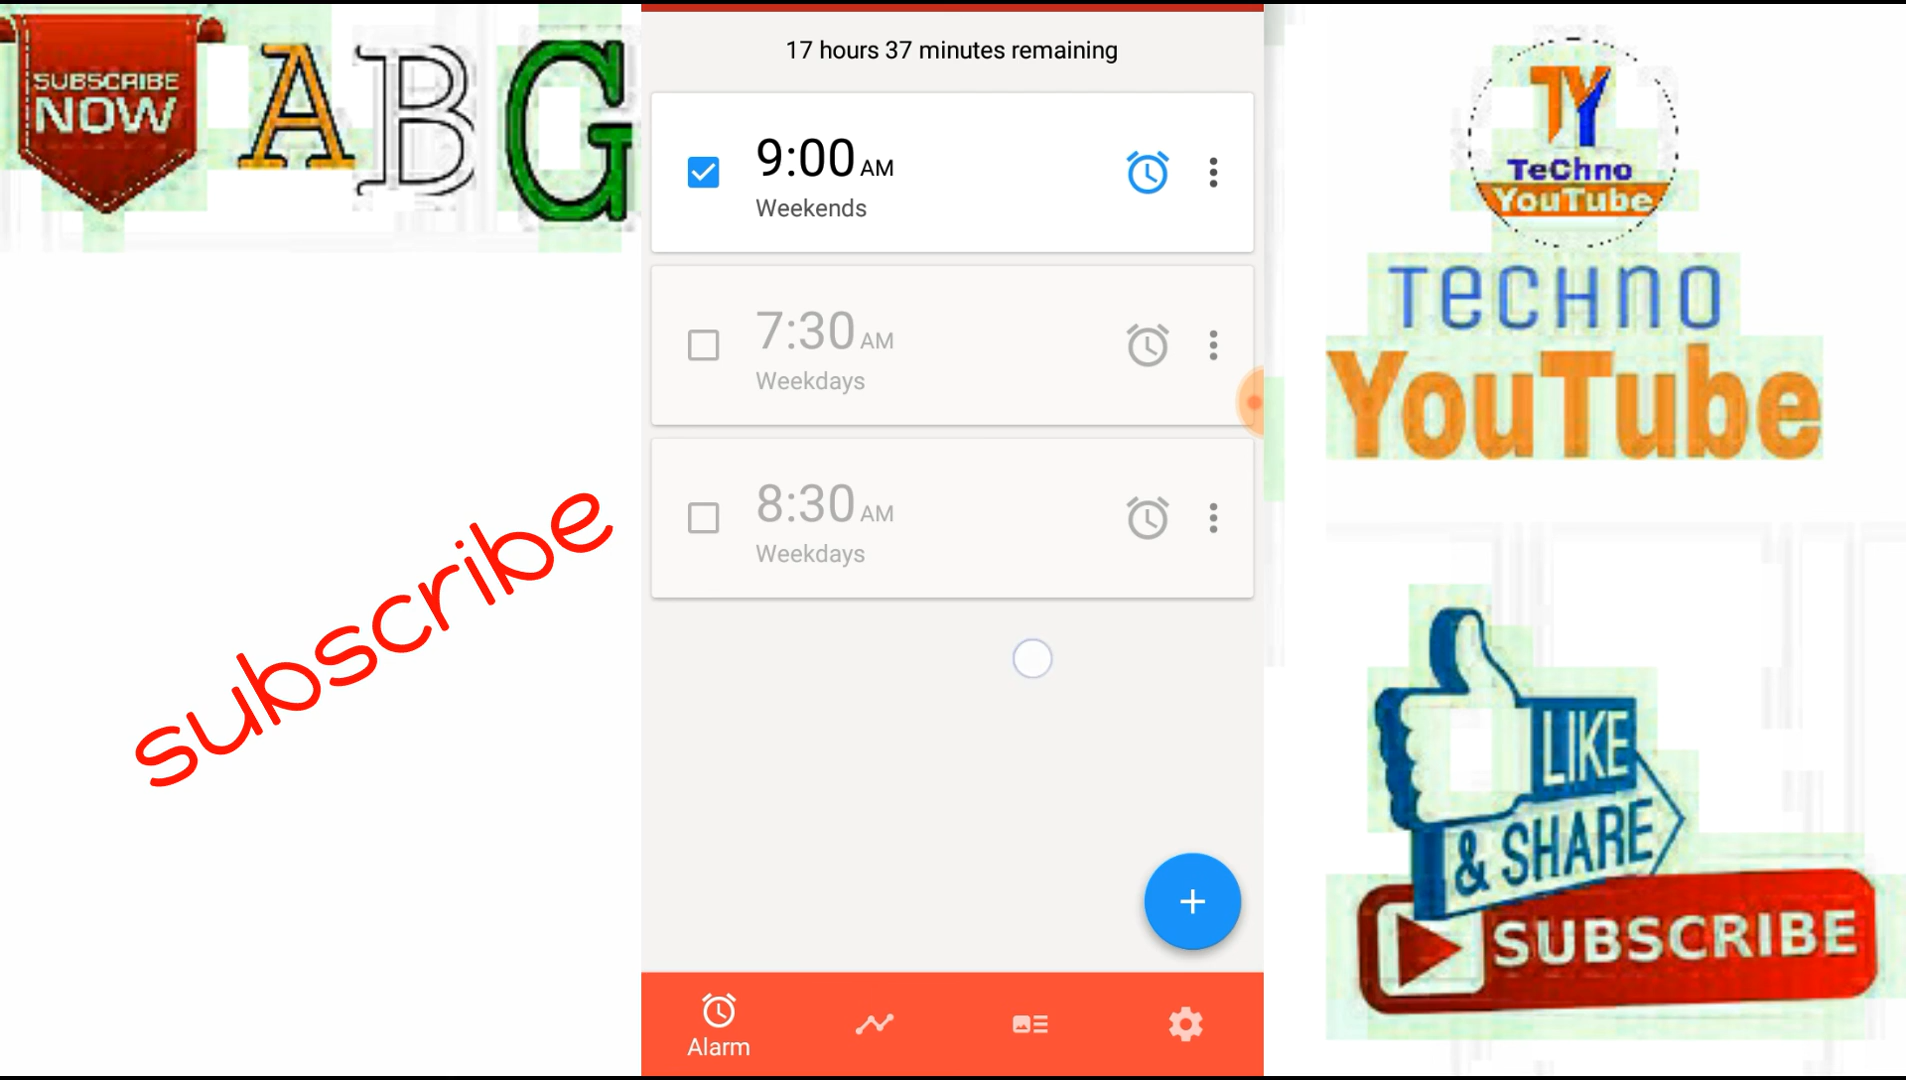 SUBSCRIBE
NOW
A B G
subscribe
17 hours 37 minutes remaining
9:00 AM
Weekends
7:30 AM
Weekdays
8:30 AM
Weekdays
Alarm
TY
TeChno
YouTube
TeCHnO
YouTube
LIKE
& SHARE
SUBSCRIBE